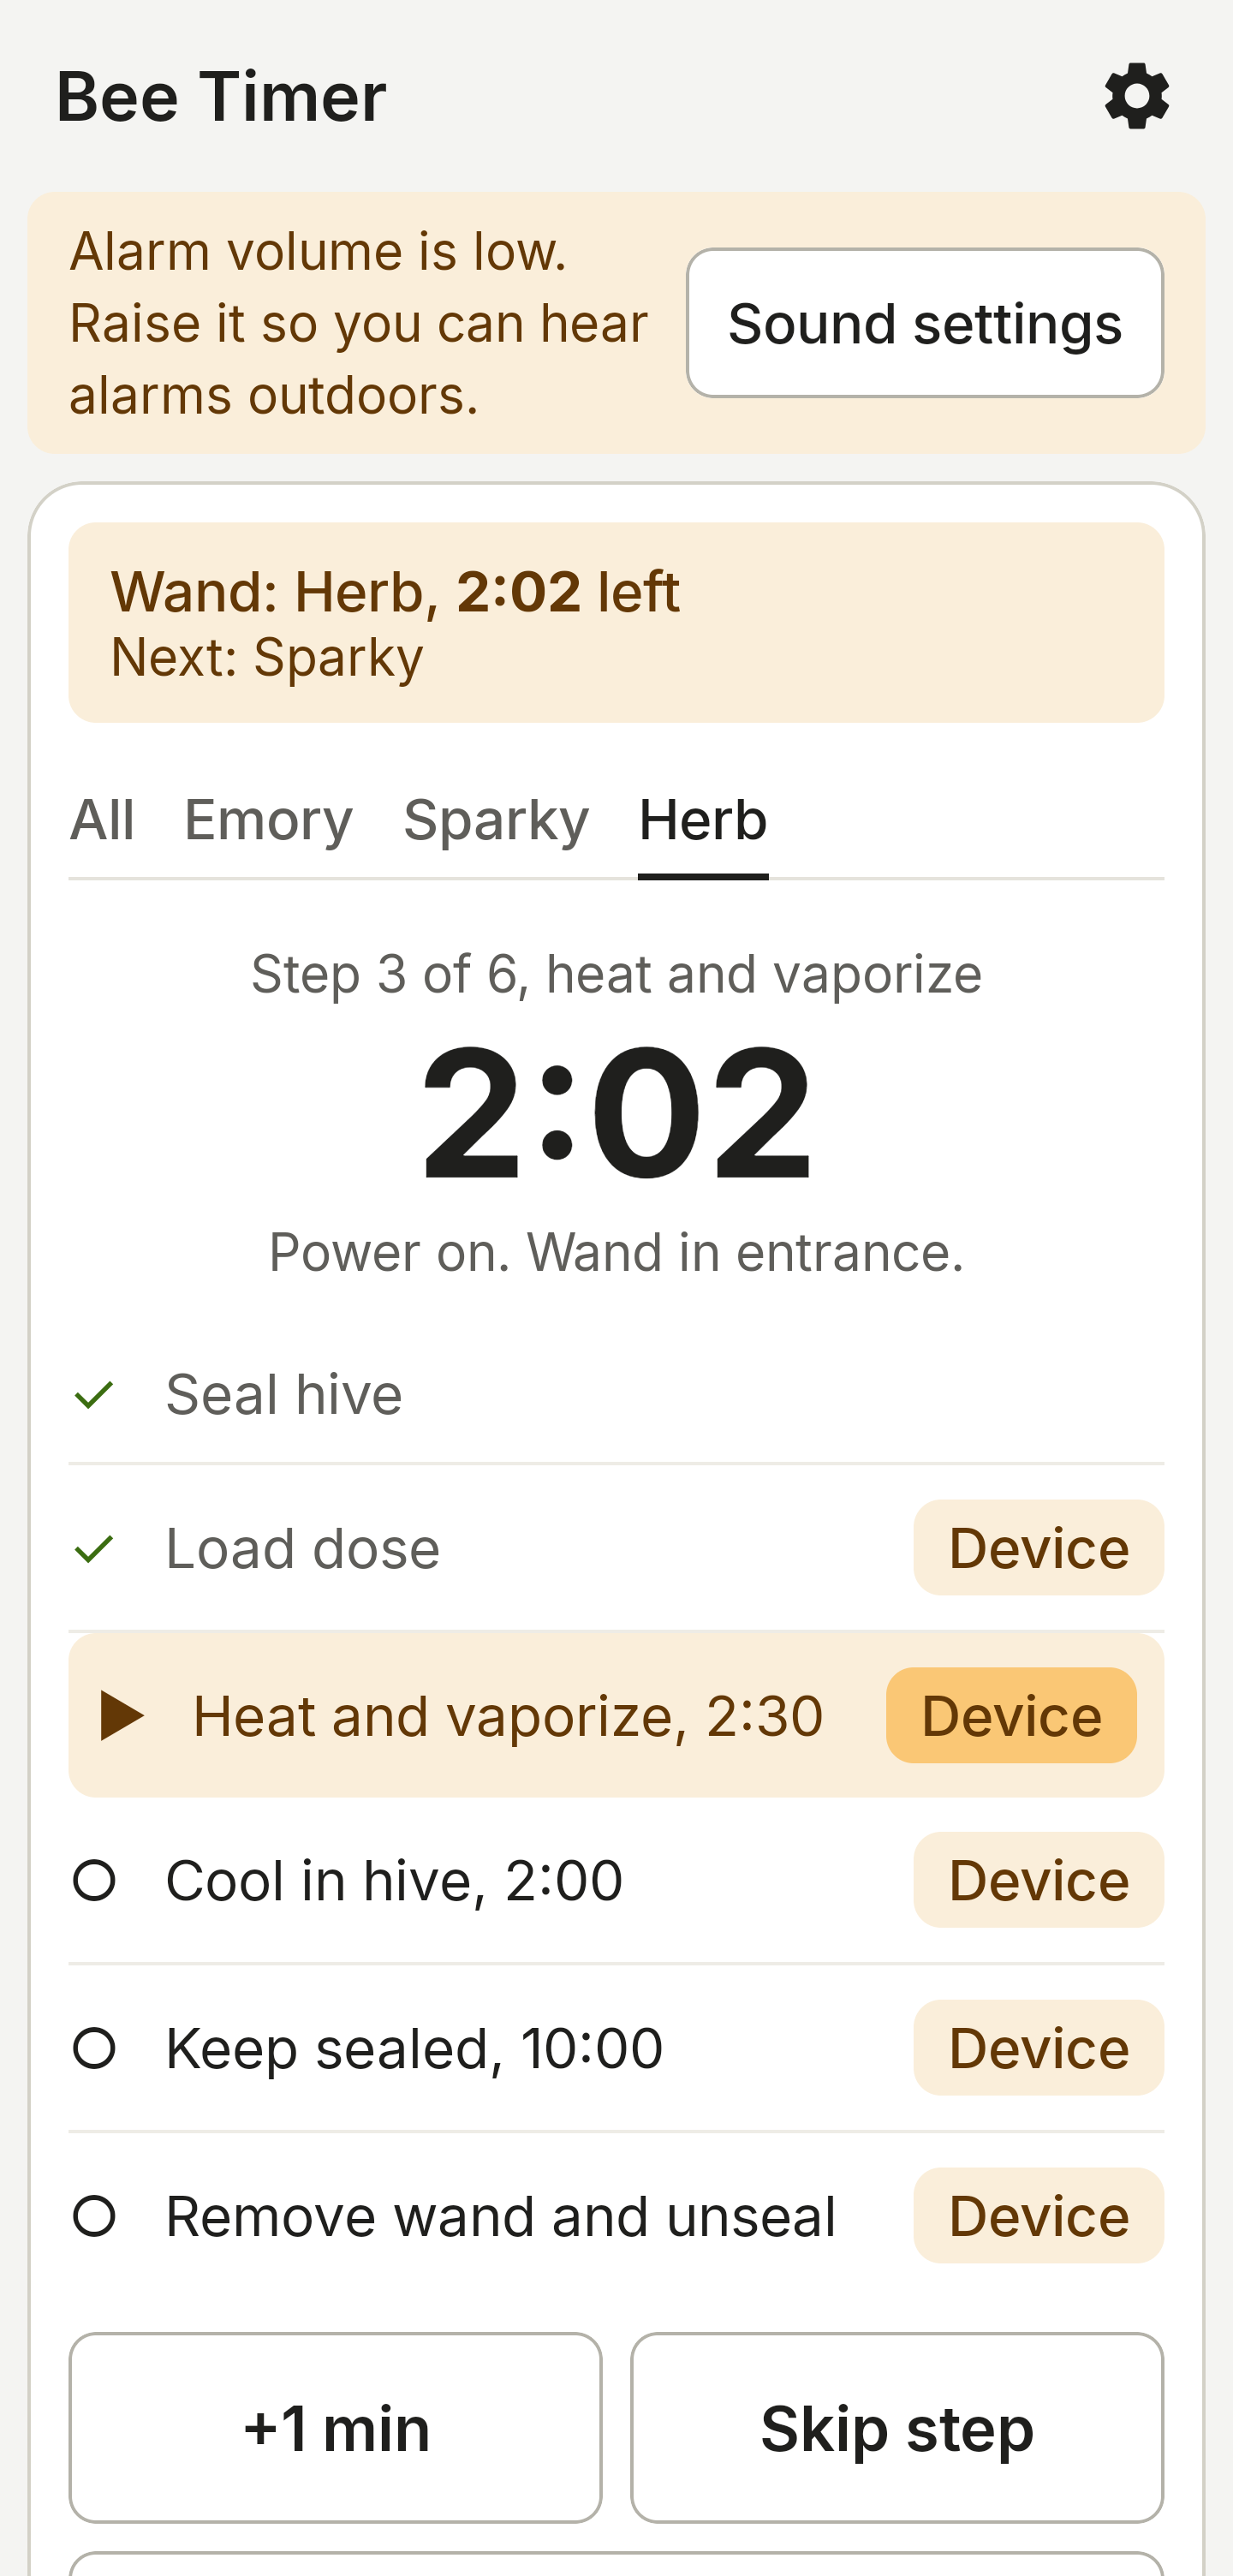 Bee Timer
Alarm volume is low.
Raise it so you can hear
alarms outdoors.
Sound settings
Wand: Herb, 2:02 left
Next: Sparky
All Emory Sparky Herb
Step 3 of 6, heat and vaporize
2:02
Power on. Wand in entrance.
Seal hive
Load dose Device
Heat and vaporize, 2:30 Device
Cool in hive, 2:00 Device
Keep sealed, 10:00 Device
Remove wand and unseal Device
+1 min Skip step